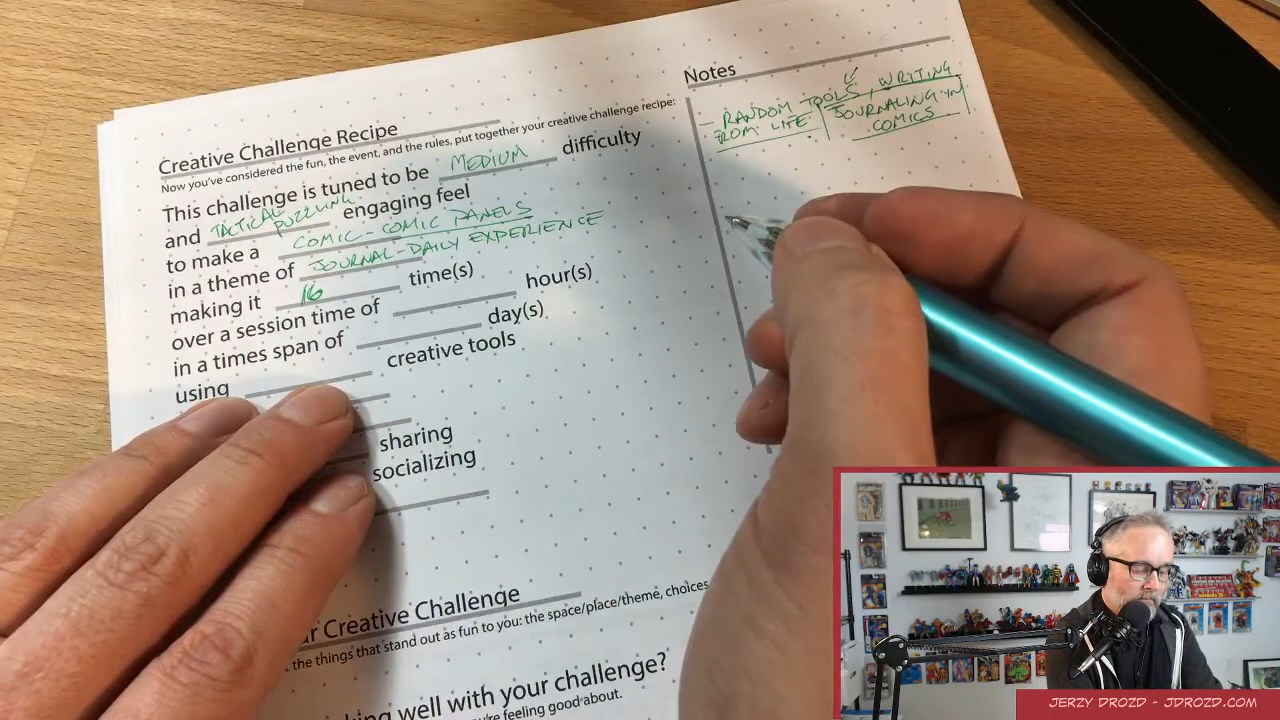 Creative Challenge Recipe
Now you've considered the fun, the event, and the rules, put together your creative challenge recipe:
This challenge is tuned to be MEDIUM difficulty
and TACTICAL PUZZLING engaging feel
to make a COMIC-COMIC PANELS
in a theme of JOURNAL-DAILY EXPERIENCE
making it 16 time(s)
over a session time of hour(s)
in a times span of day(s)
using creative tools
sharing
socializing
Notes
- RANDOM TOOLS, WRITING
FROM LIFE JOURNALING IN
COMICS
Creative Challenge
the things that stand out as fun to you: the space/place/theme, choices
well with your challenge?
feeling good about.
JERZY DROZD - JDROZD.COM